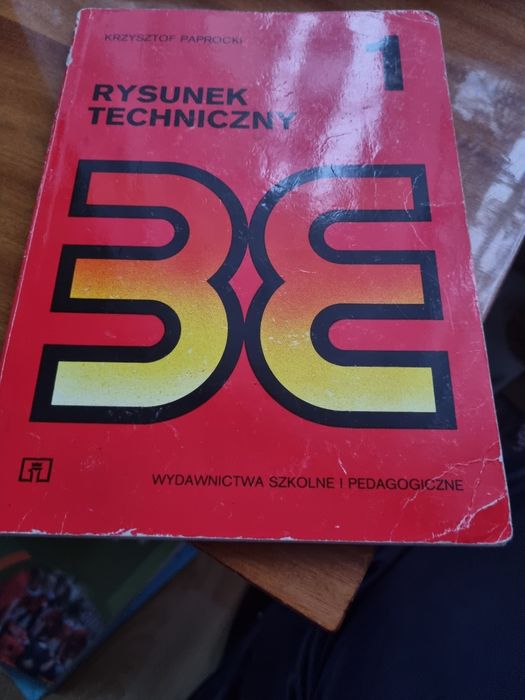 KRZYSZTOF PAPROCKI
1
RYSUNEK
TECHNICZNY
WYDAWNICTWA SZKOLNE I PEDAGOGICZNE